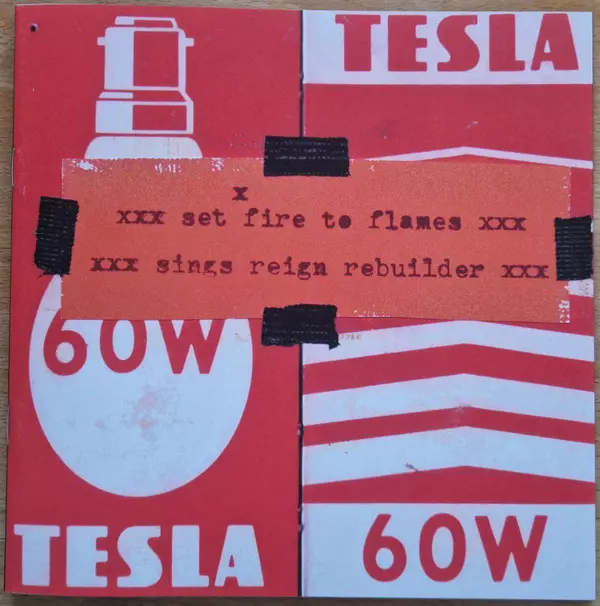 TESLA
x
xxx set fire to flames xxx
xxx sings reign rebuilder xxx
60W
TESLA
60W